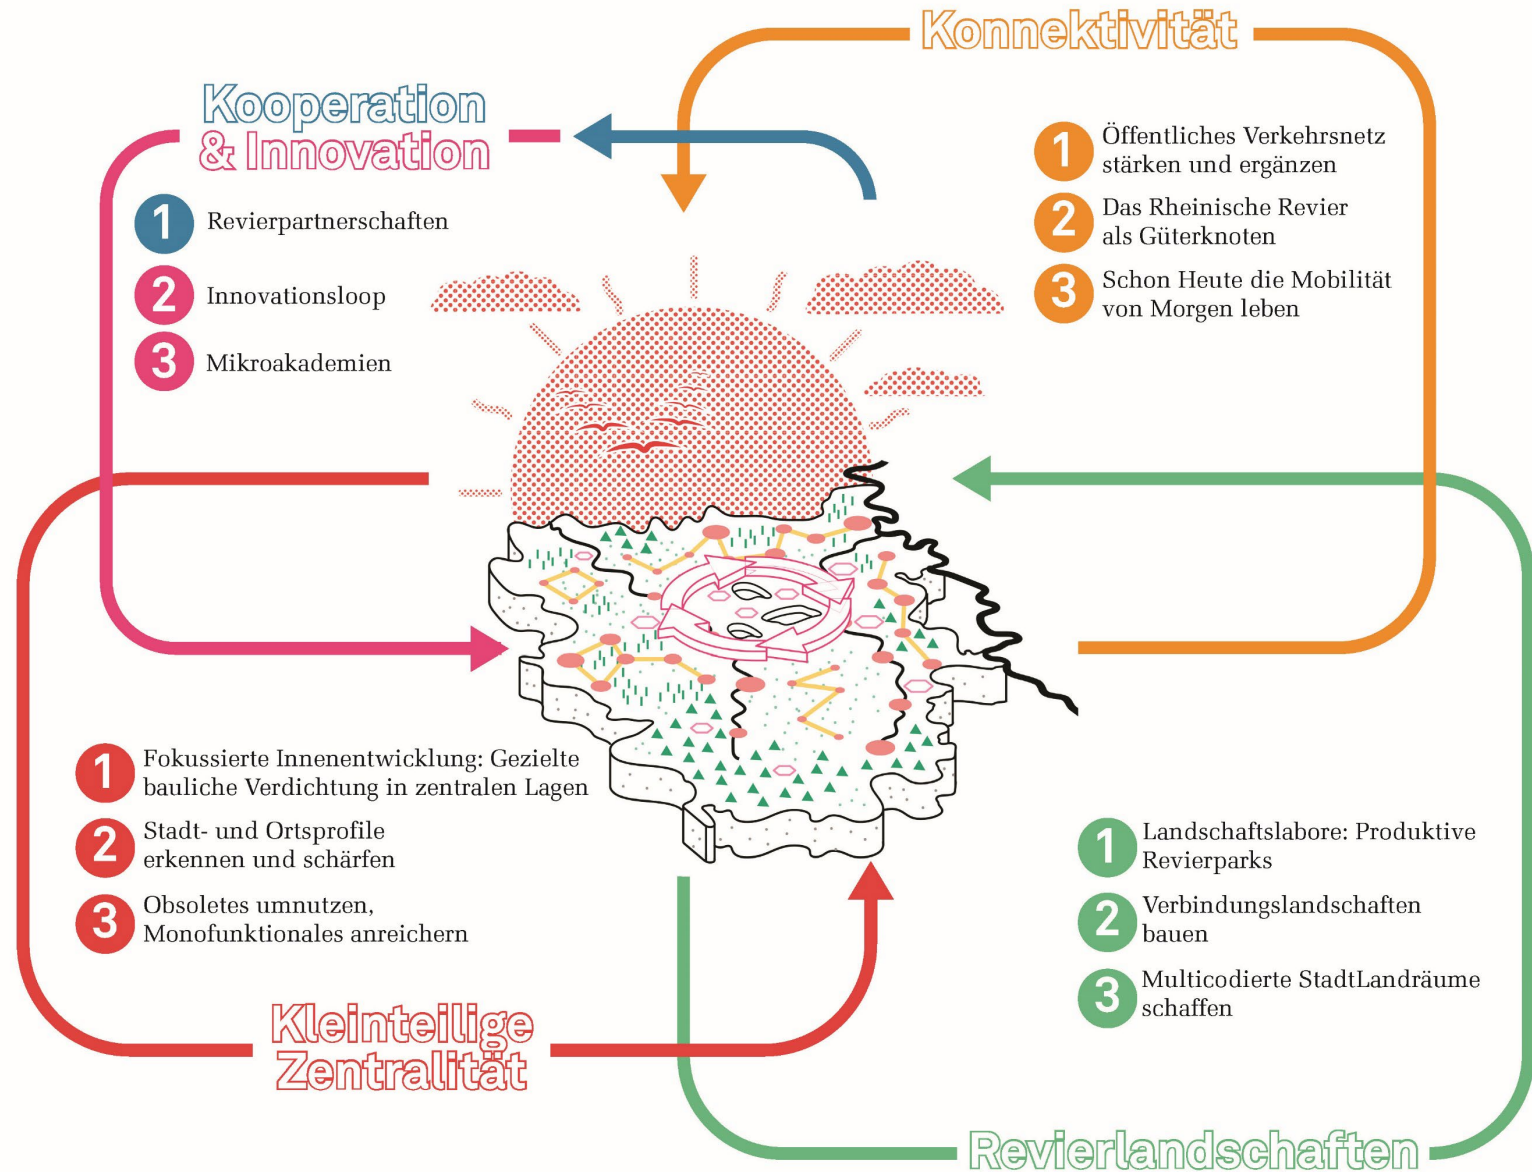 Konnektivität
1 Öffentliches Verkehrsnetz
stärken und ergänzen
2 Das Rheinische Revier
als Güterknoten
3 Schon Heute die Mobilität
von Morgen leben
Kooperation
& Innovation
1 Revierpartnerschaften
2 Innovationsloop
3 Mikroakademien
1 Fokussierte Innenentwicklung: Gezielte
bauliche Verdichtung in zentralen Lagen
2 Stadt- und Ortsprofile
erkennen und schärfen
3 Obsoletes umnutzen,
Monofunktionales anreichern
Kleinteilige
Zentralität
1 Landschaftslabore: Produktive
Revierparks
2 Verbindungslandschaften
bauen
3 Multicodierte StadtLandräume
schaffen
Revierlandschaften